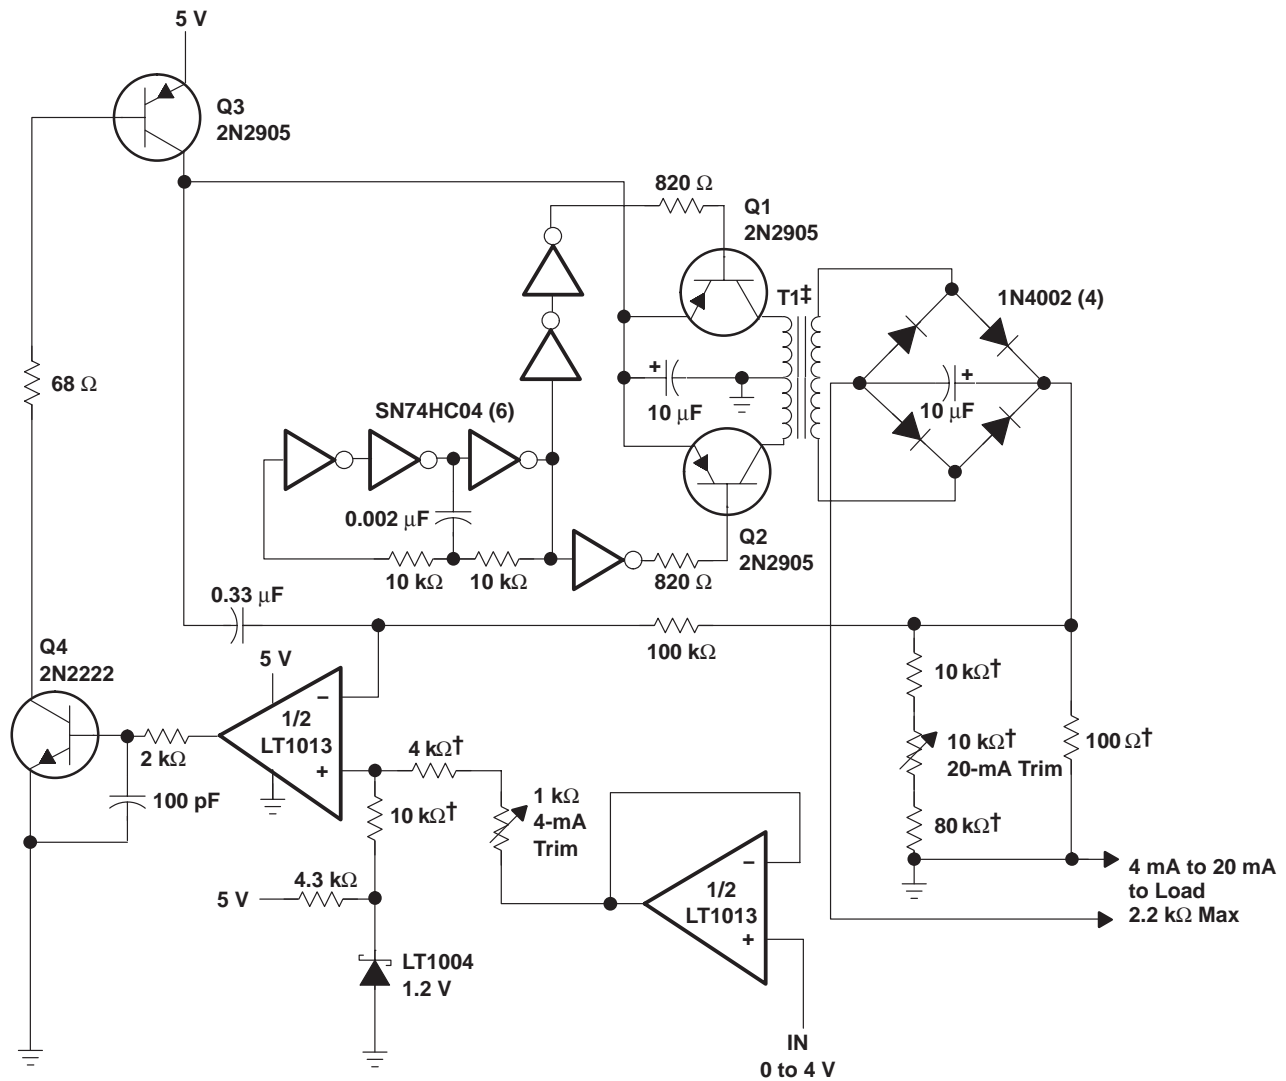 5 V
Q3
2N2905
820 Ω
Q1
2N2905
T1‡
1N4002 (4)
68 Ω
SN74HC04 (6)
+
10 μF
+
10 μF
0.002 μF
10 kΩ
10 kΩ
820 Ω
Q2
2N2905
0.33 μF
100 kΩ
Q4
2N2222
5 V
−
1/2
LT1013
+
2 kΩ
100 pF
4 kΩ†
10 kΩ†
10 kΩ†
10 kΩ†
20-mA Trim
100 Ω†
80 kΩ†
1 kΩ
4-mA
Trim
4.3 kΩ
5 V
−
1/2
LT1013
+
4 mA to 20 mA
to Load
2.2 kΩ Max
LT1004
1.2 V
IN
0 to 4 V